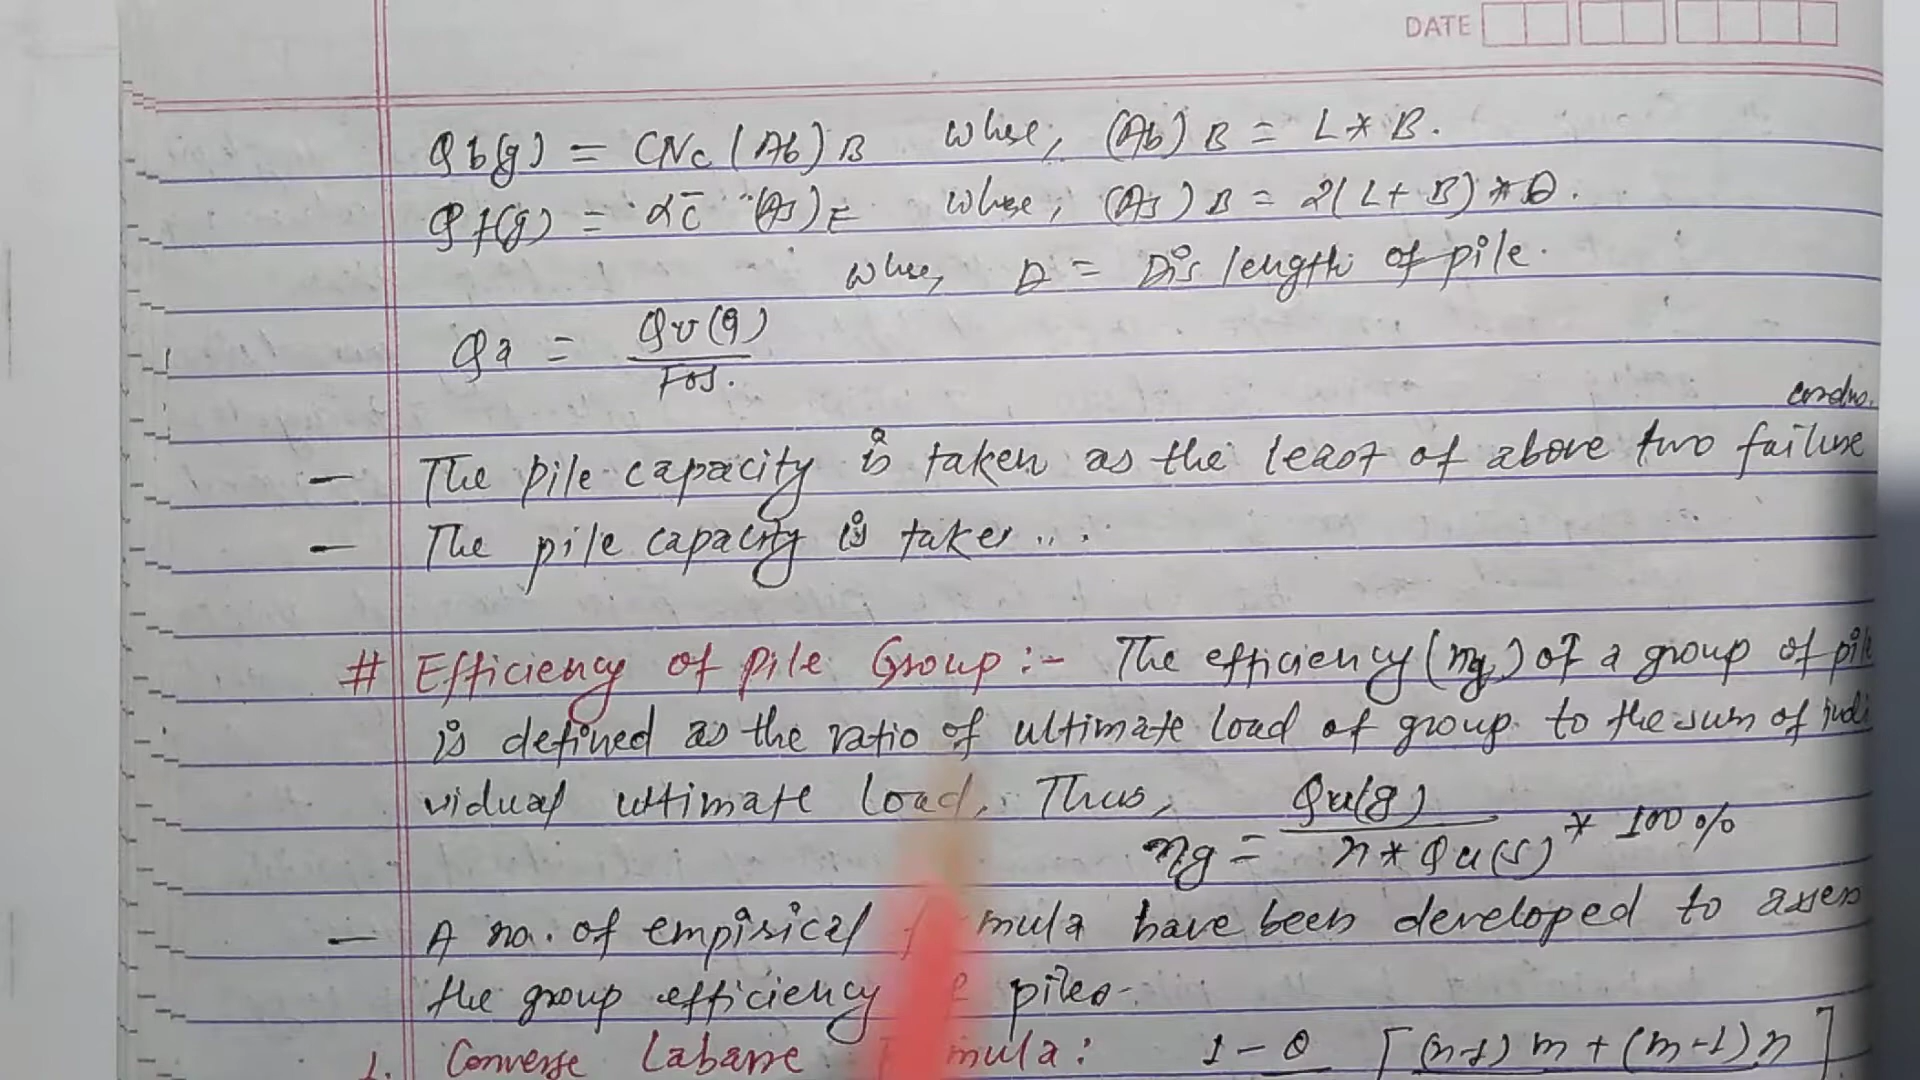 DATE
Qb(g) = CNc (Ab)B where, (Ab)B = L * B.
Qf(g) = αc̄ (As)B where, (As)B = 2(L + B) * D.
where, D = Dis length of pile.
Qa = Qu(g)
Fos.
condns.
— The pile capacity is taken as the least of above two failure
— The pile capacity is taken ...
# Efficiency of pile Group :- The efficiency (ηg) of a group of pile
is defined as the ratio of ultimate load of group to the sum of indi
vidual ultimate load. Thus,
ηg = Qu(g) / n * Qu(s) * 100 %
— A no. of empirical mula have been developed to assess
the group efficiency piles.
1. Converse Labarre mula: 1 - θ [(n-1) m + (m-1) n]